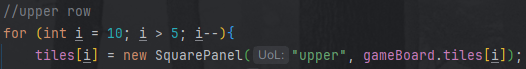 //upper row
for (int i = 10; i > 5; i--){
    tiles[i] = new SquarePanel( UoL: "upper", gameBoard.tiles[i]);